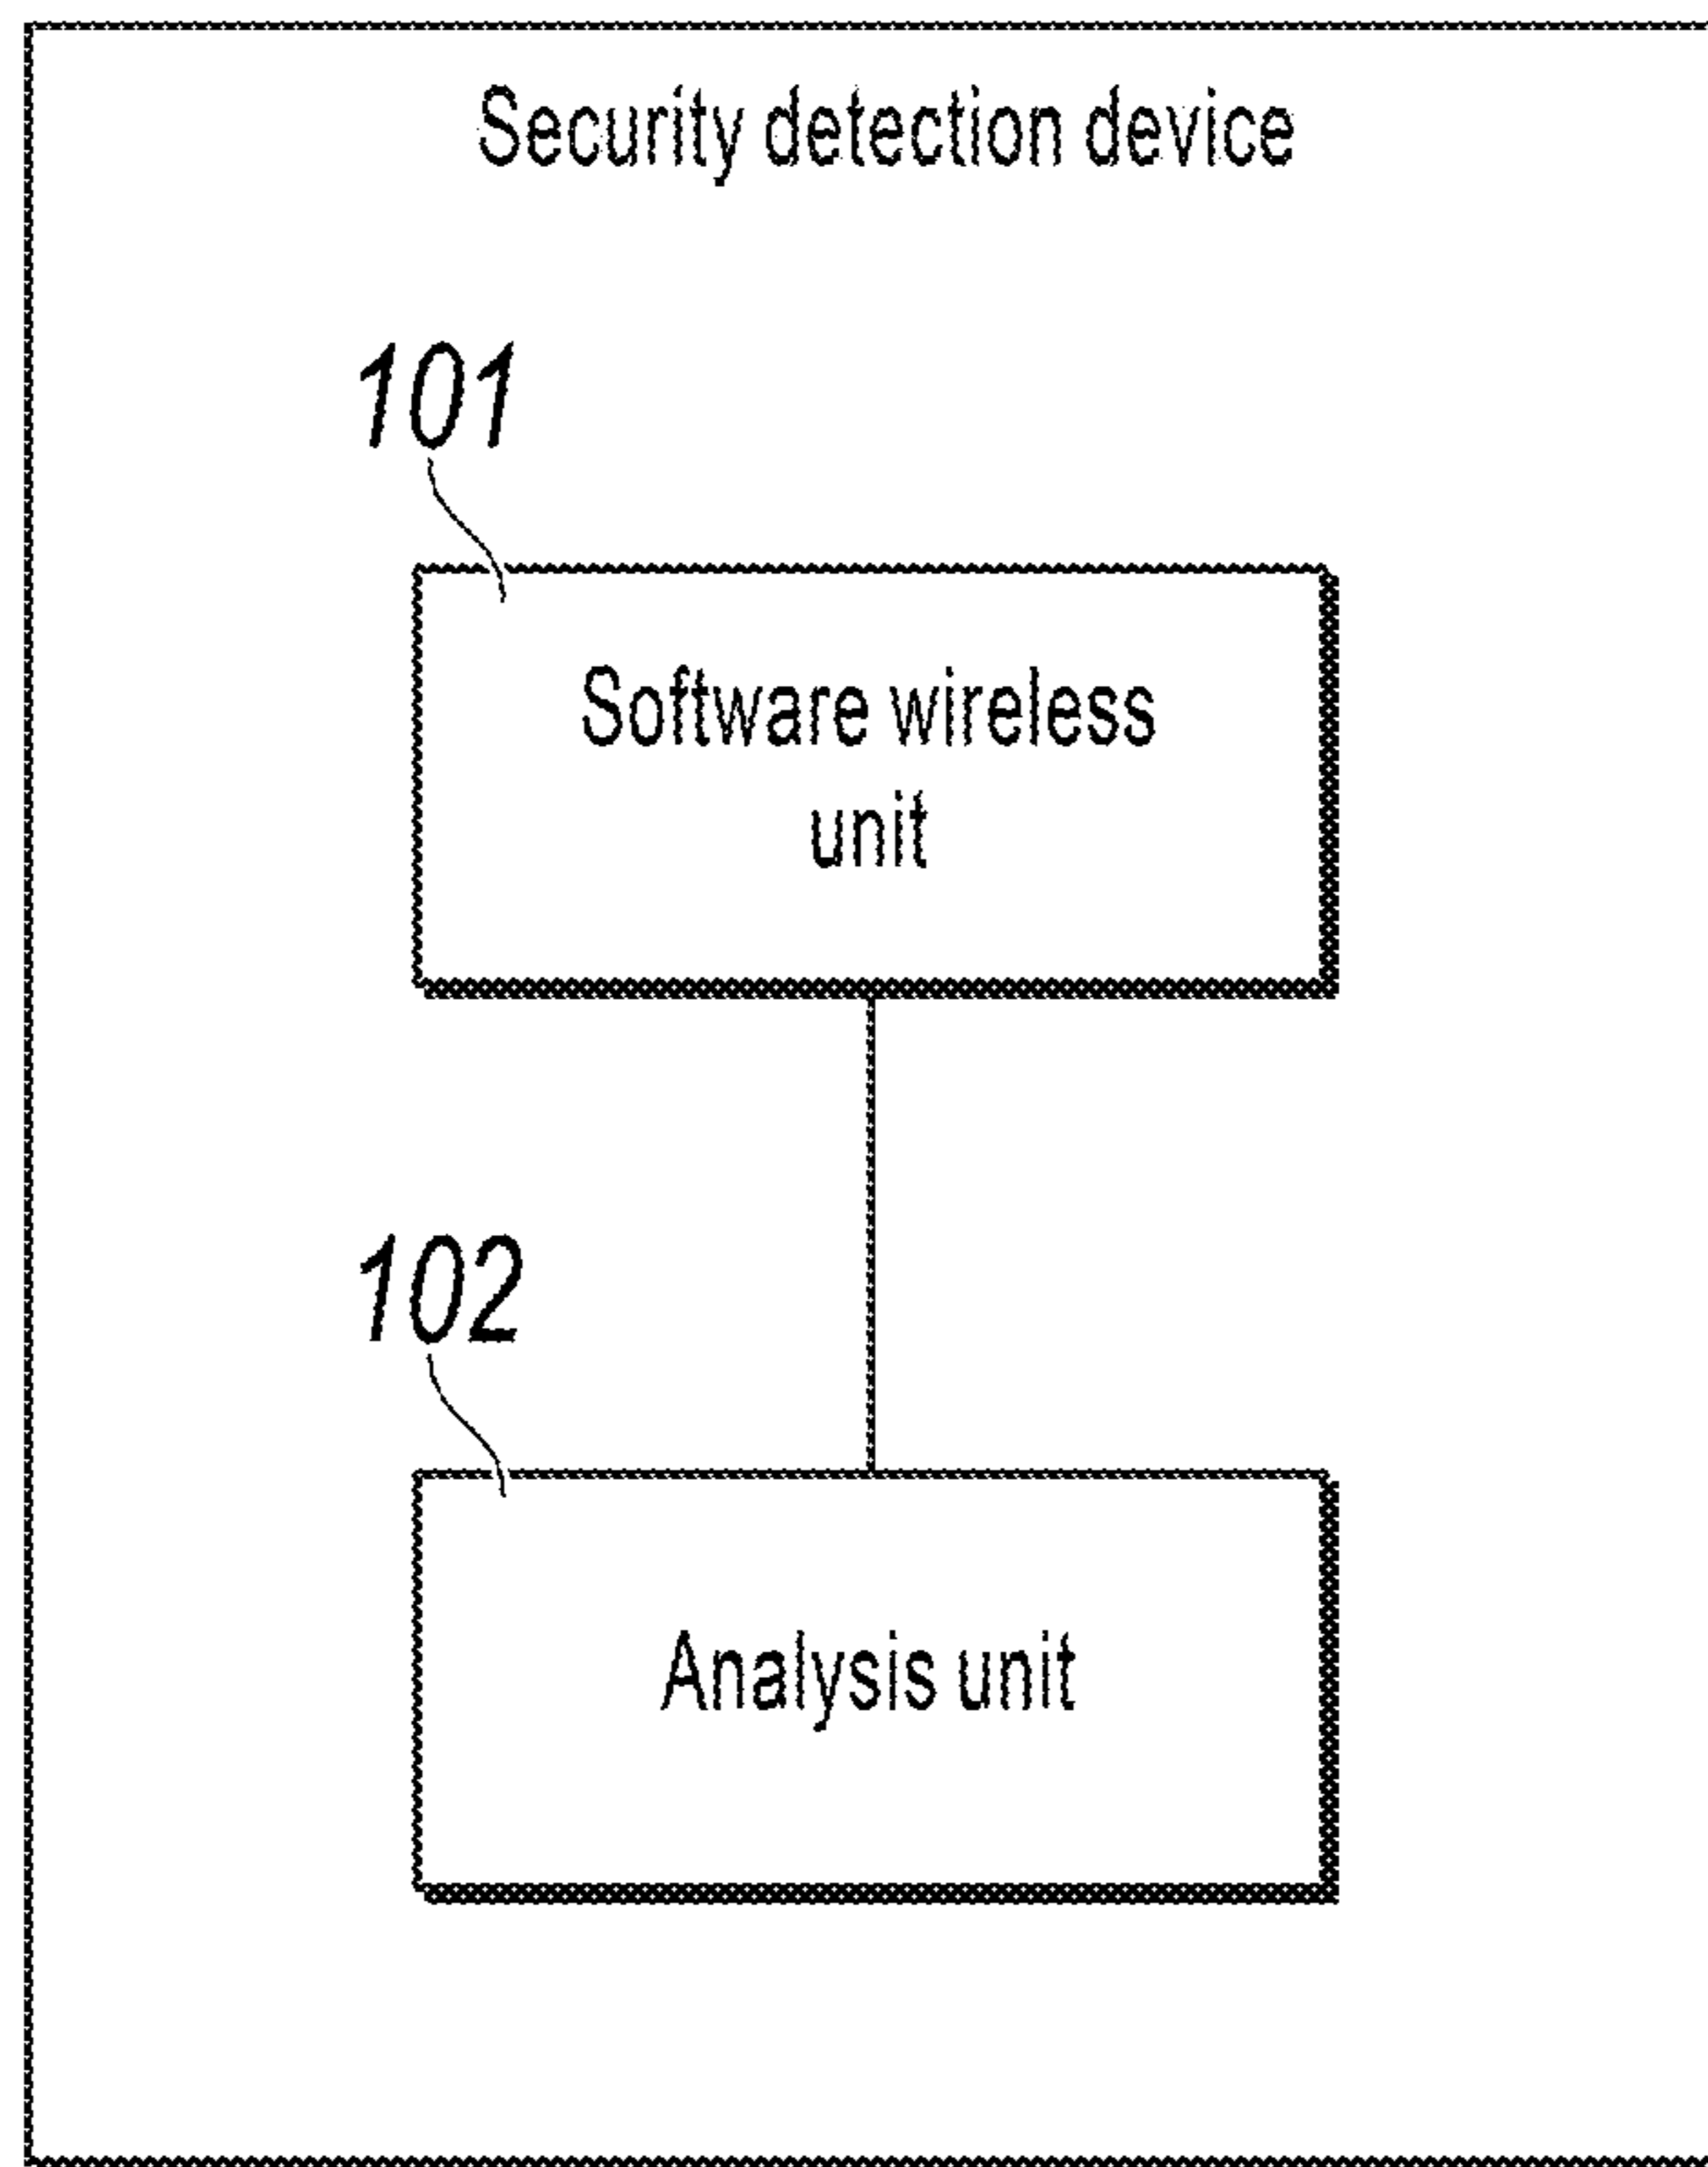 Security detection device
101
Software wireless
unit
102
Analysis unit